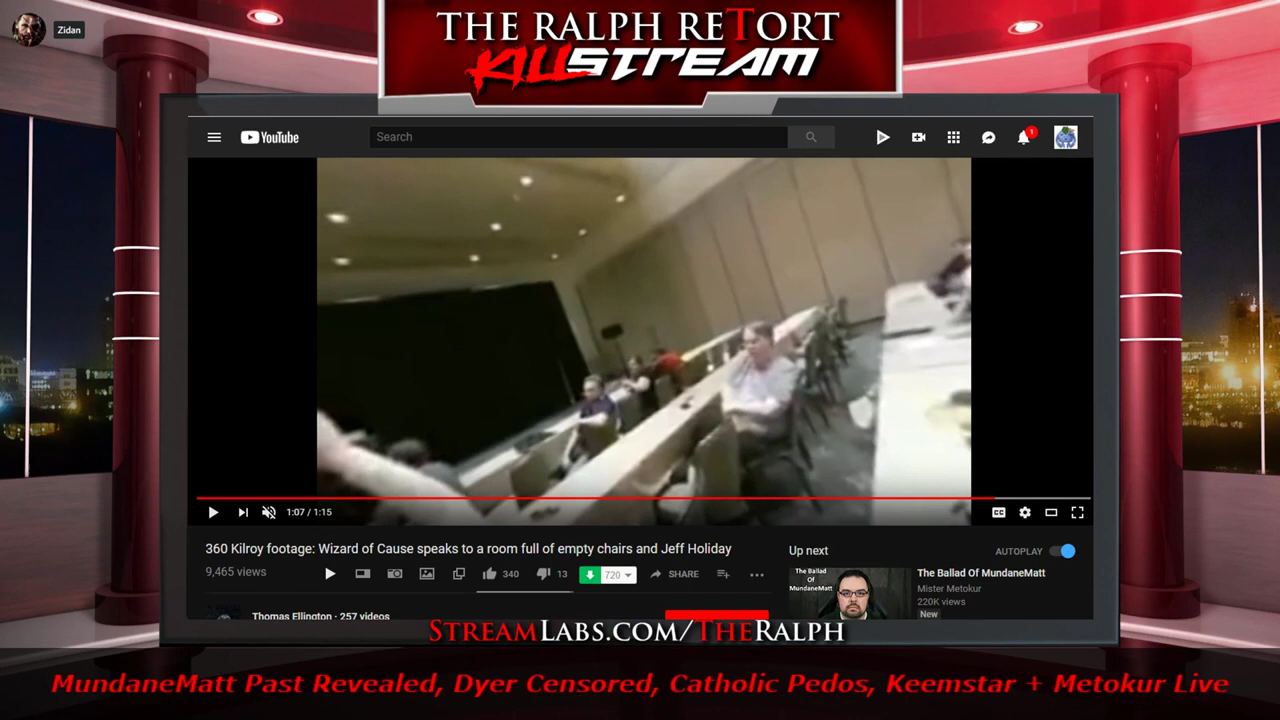 Zidan
THE RALPH RETORT
KILLSTREAM
YouTube
Search
1
1:07 / 1:15
CC
360 Kilroy footage: Wizard of Cause speaks to a room full of empty chairs and Jeff Holiday
9,465 views
340
13
720
SHARE
Up next
AUTOPLAY
The Ballad
Of
MundaneMatt
The Ballad Of MundaneMatt
Mister Metokur
220K views
New
Thomas Ellington · 257 videos
STREAMLABS.COM/THERALPH
MundaneMatt Past Revealed, Dyer Censored, Catholic Pedos, Keemstar + Metokur Live